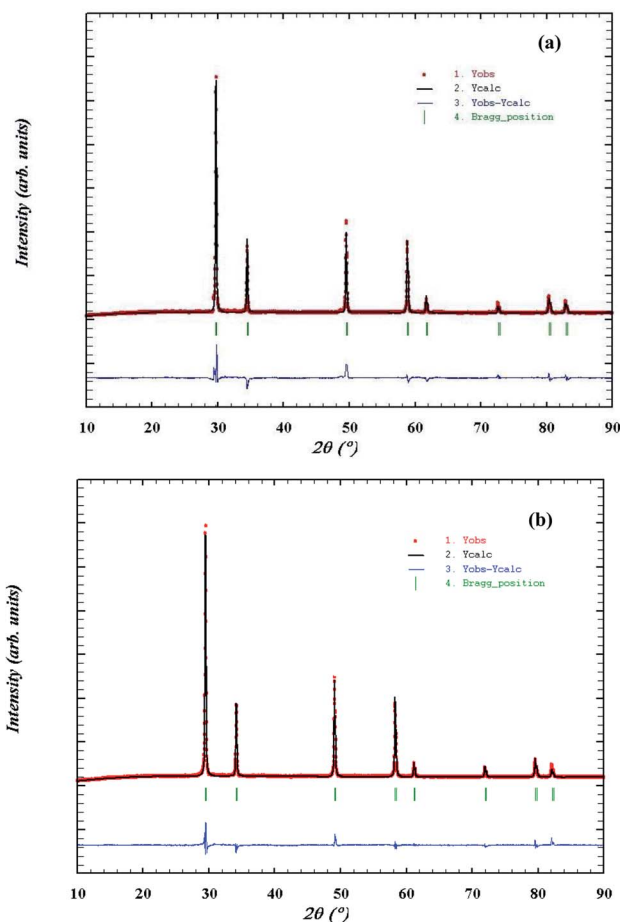 (a)
1. Yobs
2. Ycalc
3. Yobs-Ycalc
4. Bragg_position
Intensity (arb. units)
10 20 30 40 50 60 70 80 90
2θ (°)
(b)
1. Yobs
2. Ycalc
3. Yobs-Ycalc
4. Bragg_position
Intensity (arb. units)
10 20 30 40 50 60 70 80 90
2θ (°)